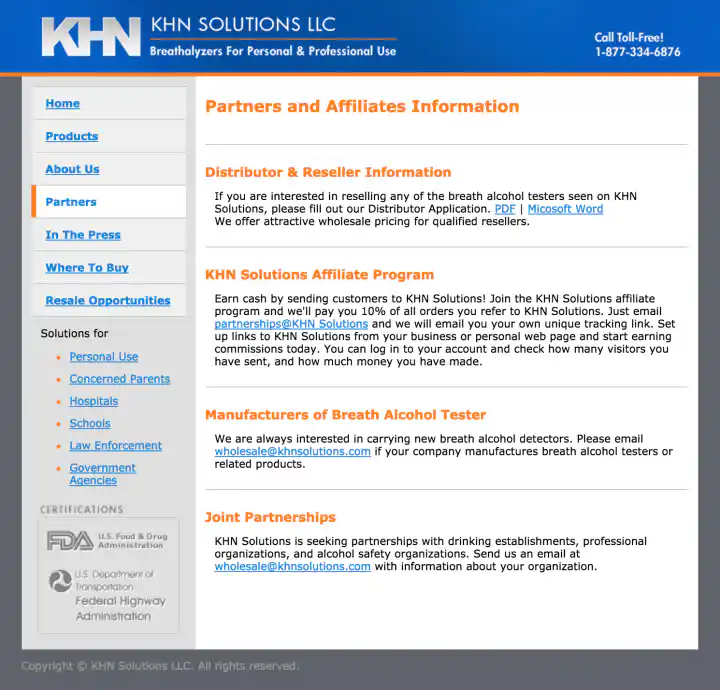 KHN
KHN SOLUTIONS LLC
Breathalyzers For Personal & Professional Use
Call Toll-Free!
1-877-334-6876
Home
Products
About Us
Partners
In The Press
Where To Buy
Resale Opportunities
Solutions for
Personal Use
Concerned Parents
Hospitals
Schools
Law Enforcement
Government
Agencies
CERTIFICATIONS
FDA
U.S. Food & Drug
Administration
U.S. Department of
Transportation
Federal Highway
Administration
Partners and Affiliates Information
Distributor & Reseller Information
If you are interested in reselling any of the breath alcohol testers seen on KHN
Solutions, please fill out our Distributor Application. PDF | Micosoft Word
We offer attractive wholesale pricing for qualified resellers.
KHN Solutions Affiliate Program
Earn cash by sending customers to KHN Solutions! Join the KHN Solutions affiliate
program and we'll pay you 10% of all orders you refer to KHN Solutions. Just email
partnerships@KHN Solutions and we will email you your own unique tracking link. Set
up links to KHN Solutions from your business or personal web page and start earning
commissions today. You can log in to your account and check how many visitors you
have sent, and how much money you have made.
Manufacturers of Breath Alcohol Tester
We are always interested in carrying new breath alcohol detectors. Please email
wholesale@khnsolutions.com if your company manufactures breath alcohol testers or
related products.
Joint Partnerships
KHN Solutions is seeking partnerships with drinking establishments, professional
organizations, and alcohol safety organizations. Send us an email at
wholesale@khnsolutions.com with information about your organization.
Copyright © KHN Solutions LLC. All rights reserved.